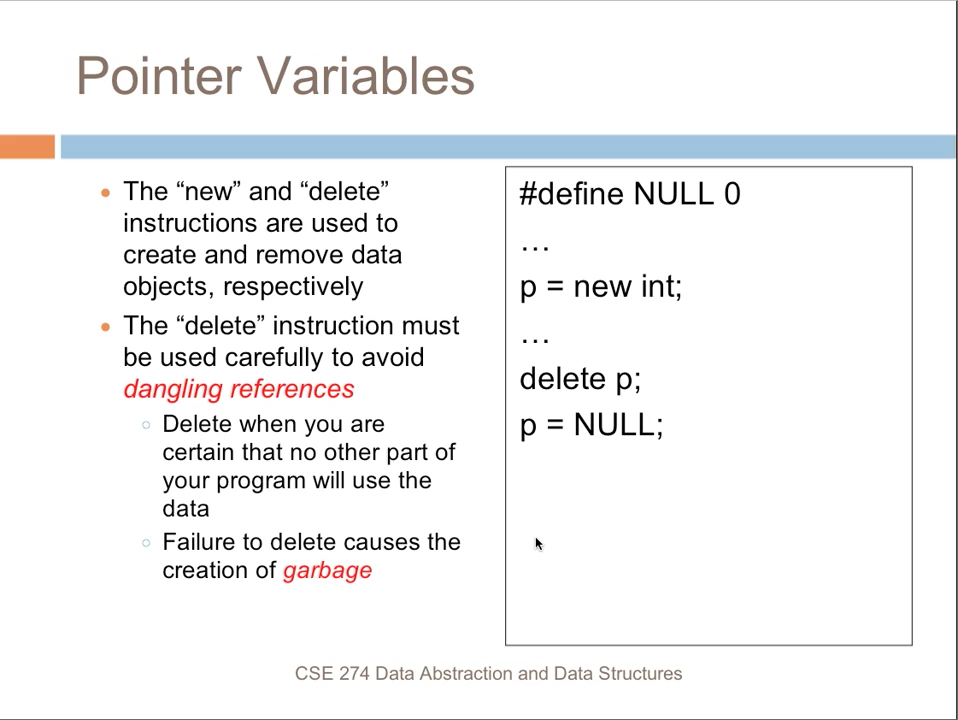 Pointer Variables
• The “new” and “delete”
instructions are used to
create and remove data
objects, respectively
• The “delete” instruction must
be used carefully to avoid
dangling references
○ Delete when you are
certain that no other part of
your program will use the
data
○ Failure to delete causes the
creation of garbage
#define NULL 0
…
p = new int;
…
delete p;
p = NULL;
CSE 274 Data Abstraction and Data Structures